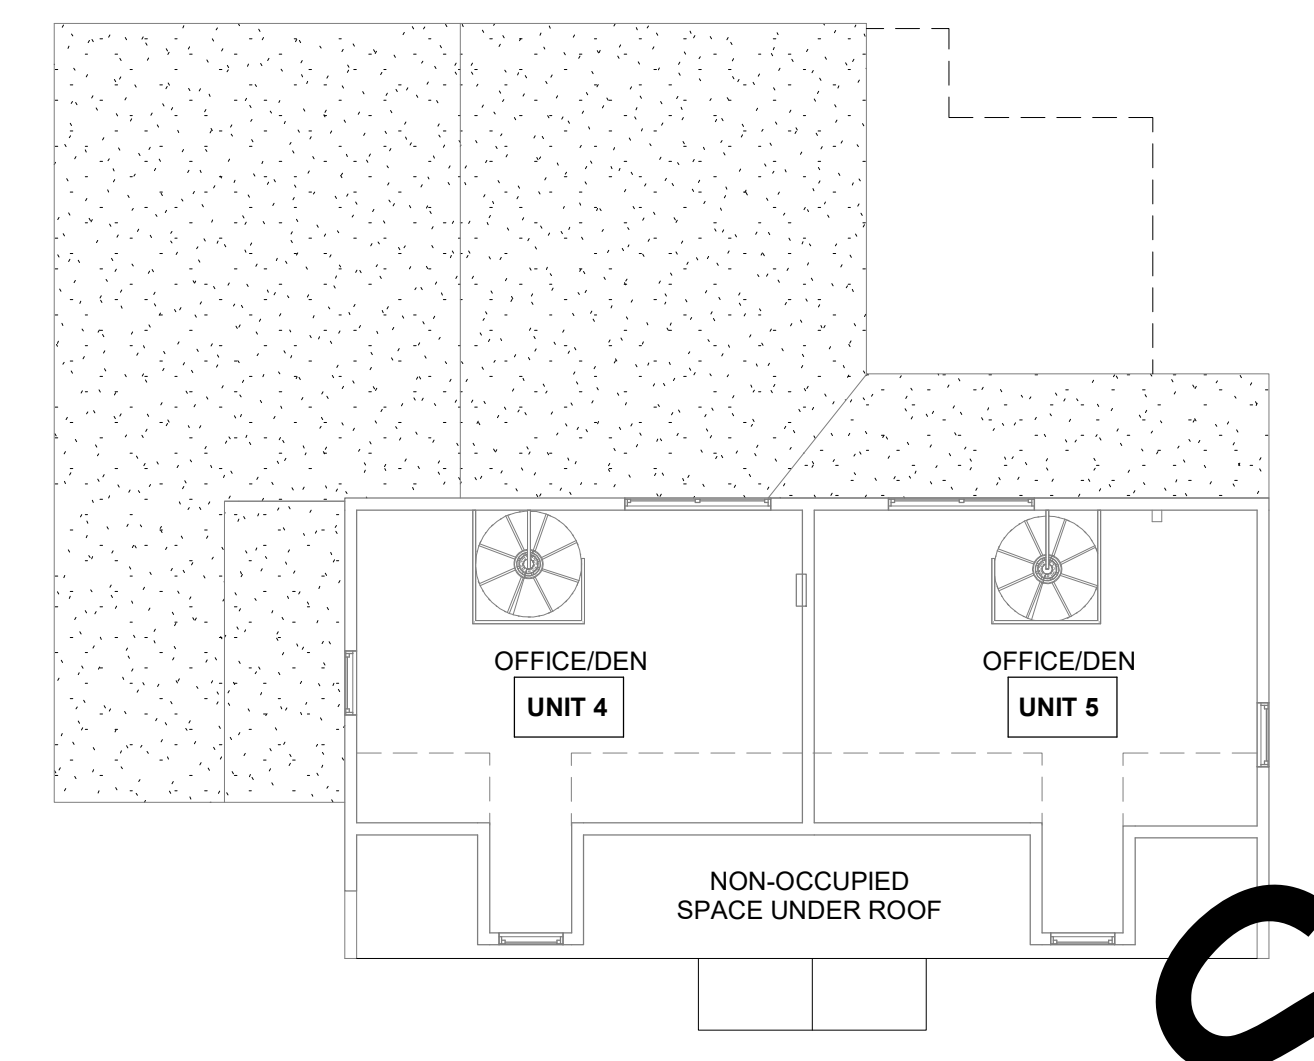 OFFICE/DEN
UNIT 4
OFFICE/DEN
UNIT 5
NON-OCCUPIED
SPACE UNDER ROOF